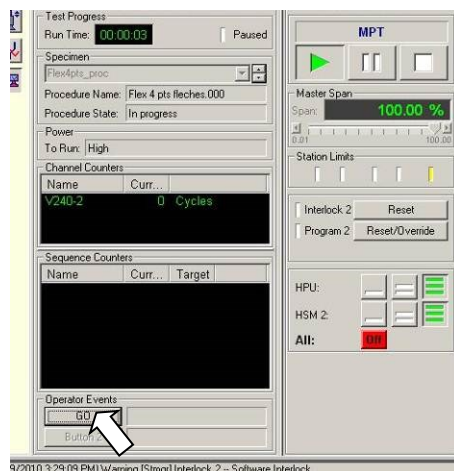 Test Progress
Run Time: 00:00:03 Paused
Specimen
Flex4pts_proc
Procedure Name: Flex 4 pts fleches.000
Procedure State: In progress
Power
To Run: High
Channel Counters
Name Curr...
V240-2 0 Cycles
Sequence Counters
Name Curr... Target
Operator Events
GO
Button
MPT
Master Span
Span: 100.00 %
0.01 100.00
Station Limits
Interlock 2 Reset
Program 2 Reset/Override
HPU:
HSM 2:
All: Off
9/2010 3:29:09 PM) Warning [Stmgr] Interlock 2 -- Software Interlock